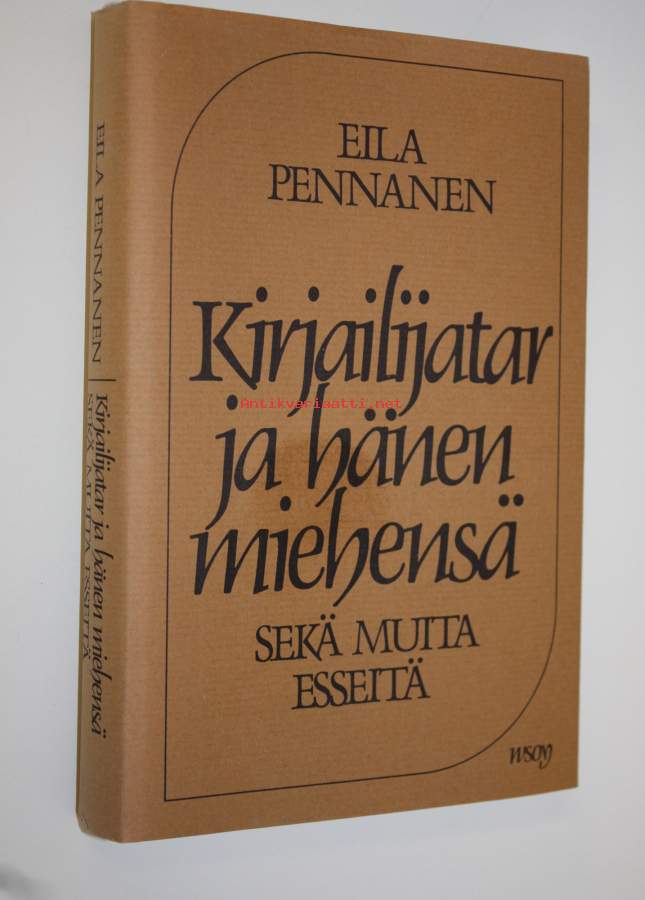 EILA
PENNANEN
Kirjailijatar
ja hänen
miehensä
SEKÄ MUITA
ESSEITÄ
wsoy
EILA PENNANEN
Kirjailijatar ja hänen miehensä
SEKÄ MUITA ESSEITÄ
Antikvariaatti.net